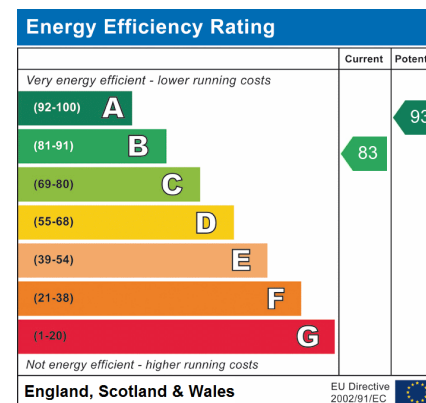 Energy Efficiency Rating
Current Potent
Very energy efficient - lower running costs
(92-100) A
93
(81-91) B
83
(69-80) C
(55-68) D
(39-54) E
(21-38) F
(1-20) G
Not energy efficient - higher running costs
England, Scotland & Wales
EU Directive
2002/91/EC